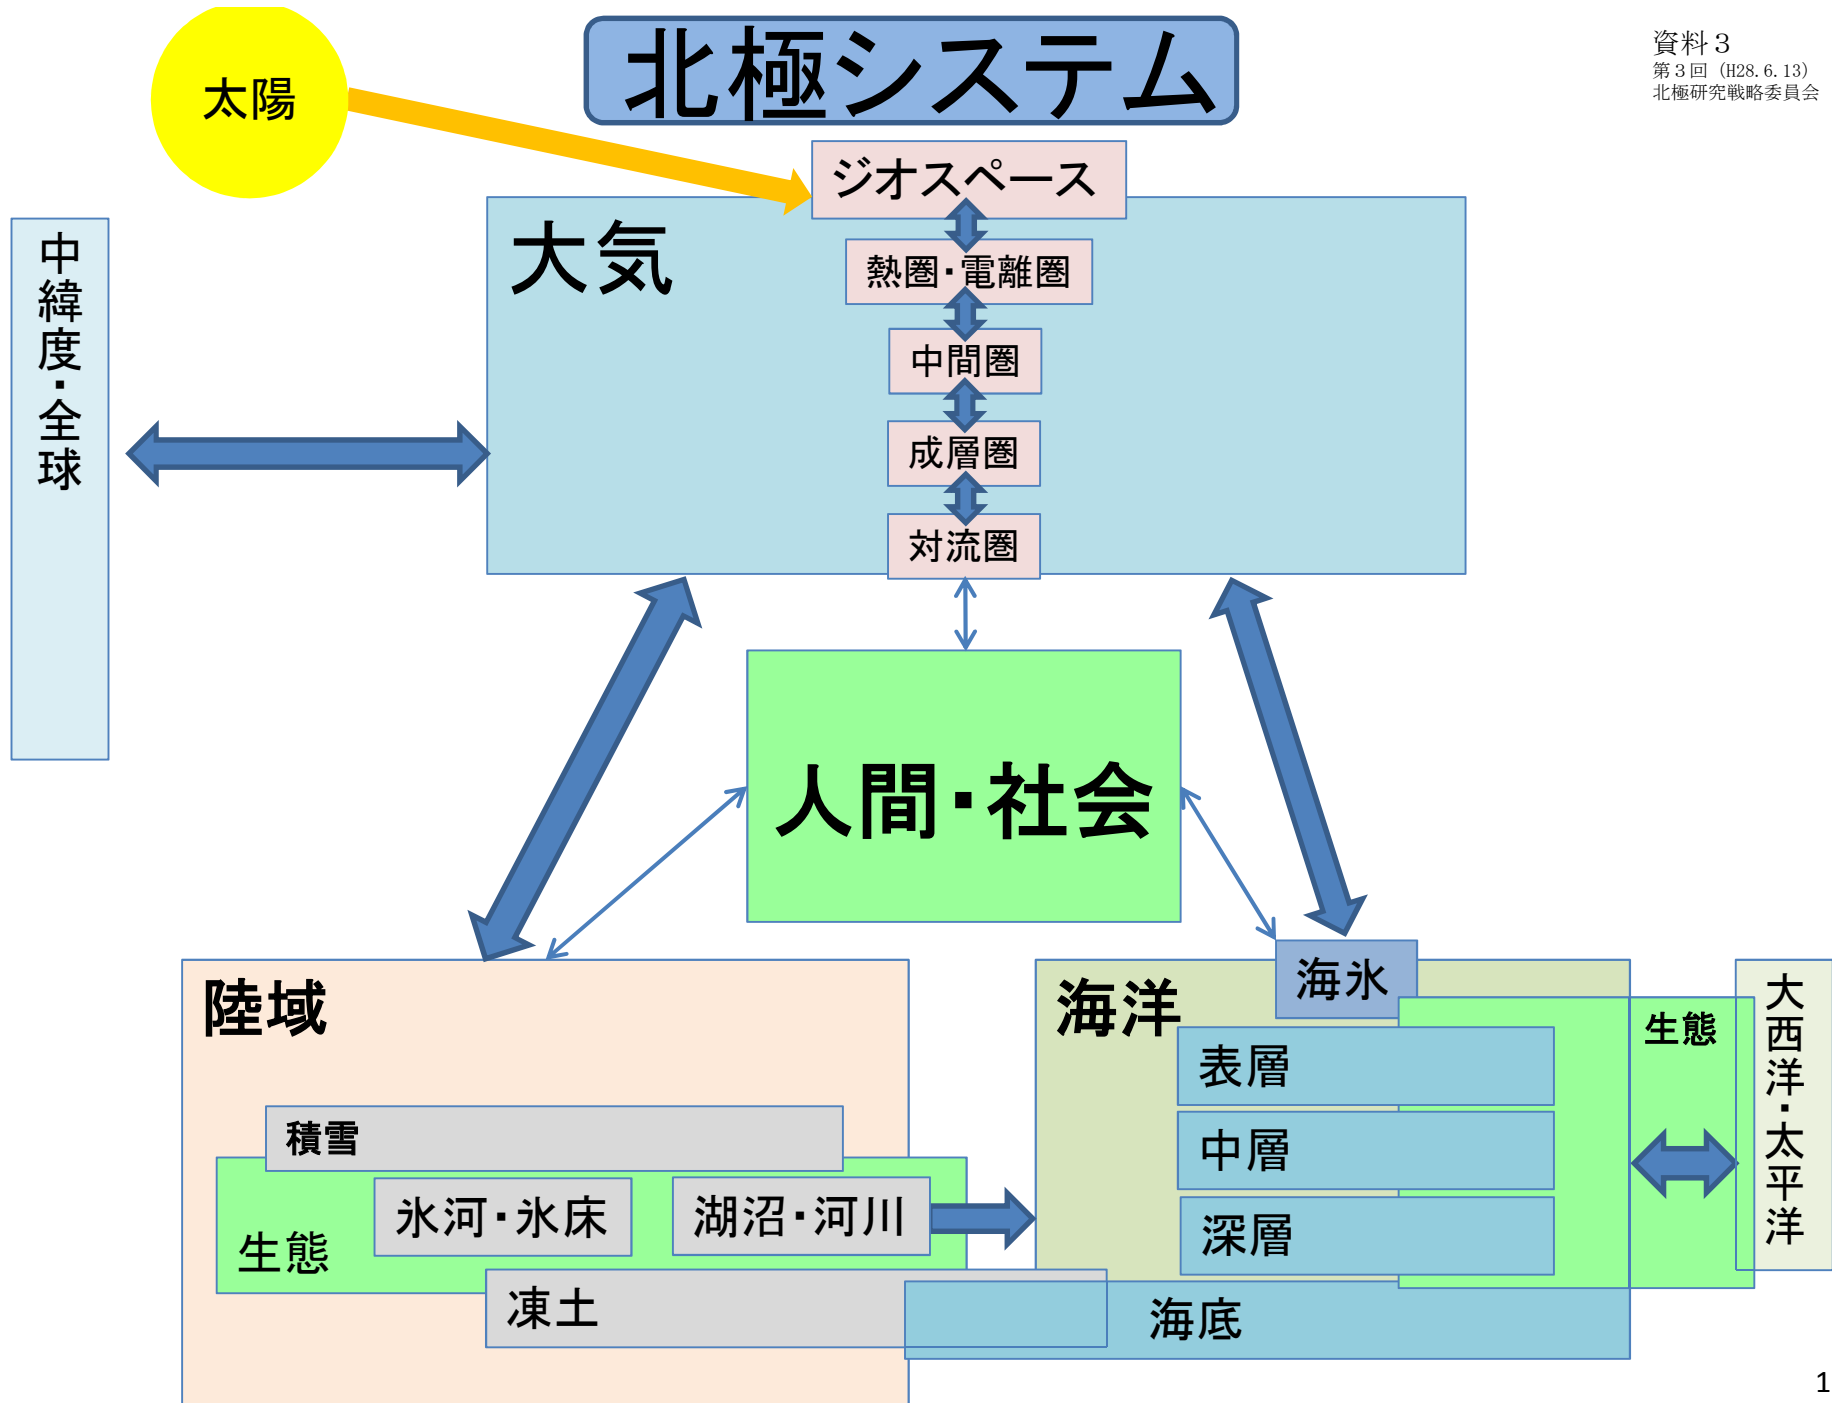 北極システム
資料３
第３回（H28.6.13）
北極研究戦略委員会
太陽
ジオスペース
大気
熱圏・電離圏
中間圏
成層圏
対流圏
中緯度・全球
人間・社会
陸域
積雪
氷河・氷床
湖沼・河川
生態
凍土
海洋
海氷
生態
表層
中層
深層
海底
大西洋・太平洋
1